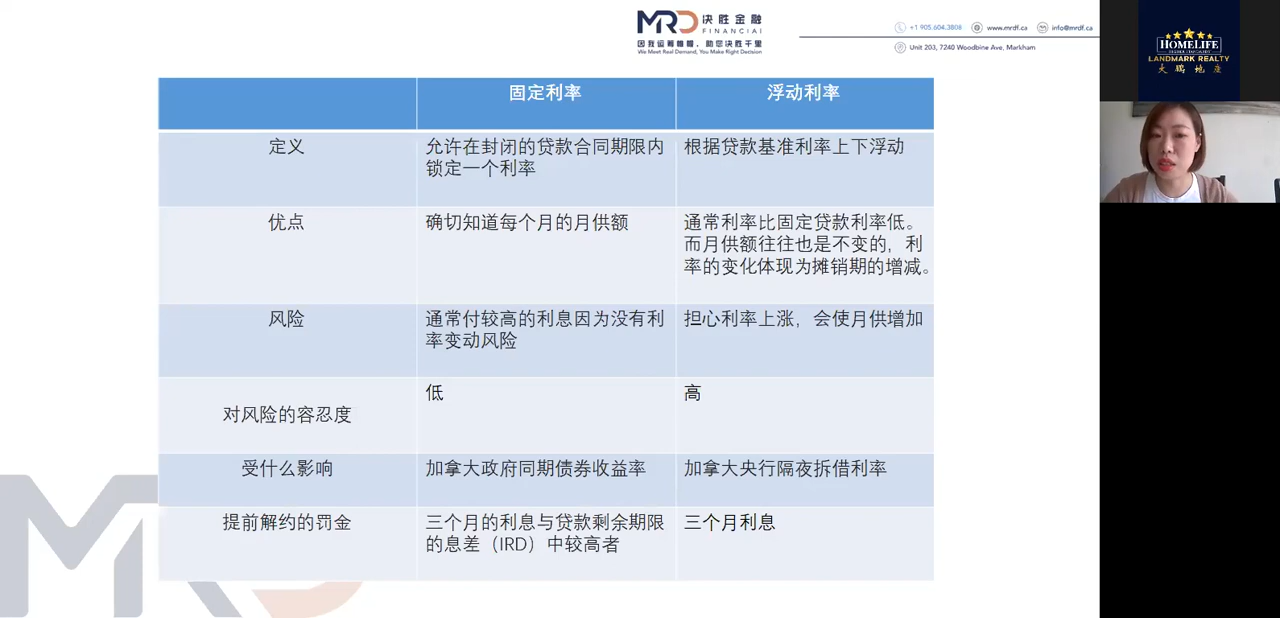 MRD 决胜金融
FINANCIAL
因我运筹帷幄,助您决胜千里
We Meet Real Demand, You Make Right Decision
+1 905.604.3808 www.mrdf.ca info@mrdf.ca
Unit 203, 7240 Woodbine Ave, Markham
HOMELIFE
LANDMARK REALTY
大鹏地产
固定利率 浮动利率
定义 允许在封闭的贷款合同期限内 根据贷款基准利率上下浮动
锁定一个利率
优点 确切知道每个月的月供额 通常利率比固定贷款利率低。
而月供额往往也是不变的,利
率的变化体现为摊销期的增减。
风险 通常付较高的利息因为没有利 担心利率上涨,会使月供增加
率变动风险
对风险的容忍度 低 高
受什么影响 加拿大政府同期债券收益率 加拿大央行隔夜拆借利率
提前解约的罚金 三个月的利息与贷款剩余期限 三个月利息
的息差(IRD)中较高者